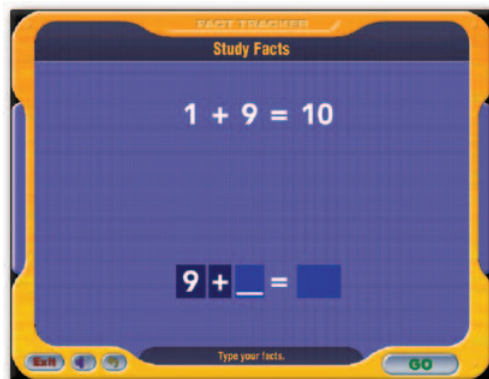 FACT TRACKER
Study Facts
1 + 9 = 10
9 + _ =
Type your facts.
Exit
GO